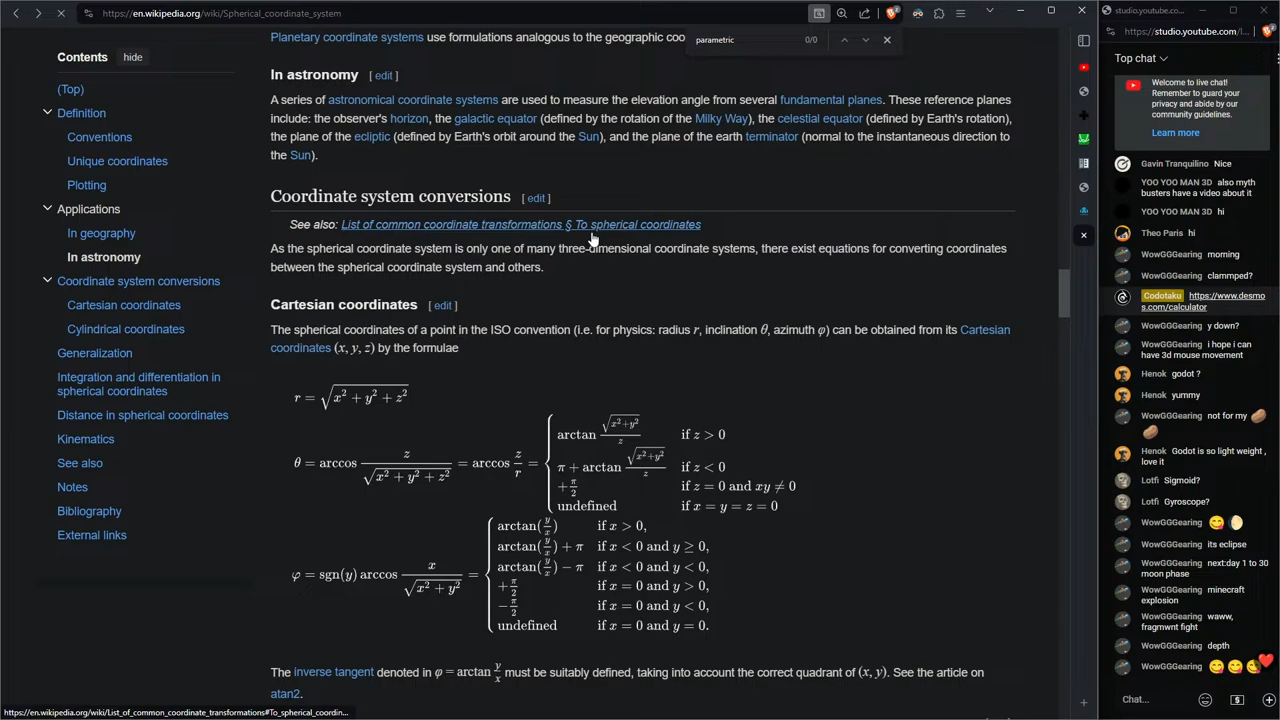 https://en.wikipedia.org/wiki/Spherical_coordinate_system
parametric
0/0
Contents hide
(Top)
Definition
Conventions
Unique coordinates
Plotting
Applications
In geography
In astronomy
Coordinate system conversions
Cartesian coordinates
Cylindrical coordinates
Generalization
Integration and differentiation in
spherical coordinates
Distance in spherical coordinates
Kinematics
See also
Notes
Bibliography
External links
Planetary coordinate systems use formulations analogous to the geographic coo
In astronomy [ edit ]
A series of astronomical coordinate systems are used to measure the elevation angle from several fundamental planes. These reference planes
include: the observer's horizon, the galactic equator (defined by the rotation of the Milky Way), the celestial equator (defined by Earth's rotation),
the plane of the ecliptic (defined by Earth's orbit around the Sun), and the plane of the earth terminator (normal to the instantaneous direction to
the Sun).
Coordinate system conversions [ edit ]
See also: List of common coordinate transformations § To spherical coordinates
As the spherical coordinate system is only one of many three-dimensional coordinate systems, there exist equations for converting coordinates
between the spherical coordinate system and others.
Cartesian coordinates [ edit ]
The spherical coordinates of a point in the ISO convention (i.e. for physics: radius r, inclination θ, azimuth φ) can be obtained from its Cartesian
coordinates (x, y, z) by the formulae
r = √(x² + y² + z²)
θ = arccos z/√(x² + y² + z²) = arccos z/r = {
arctan √(x²+y²)/z if z > 0
π + arctan √(x²+y²)/z if z < 0
+π/2 if z = 0 and xy ≠ 0
undefined if x = y = z = 0
φ = sgn(y) arccos x/√(x² + y²) = {
arctan(y/x) if x > 0,
arctan(y/x) + π if x < 0 and y ≥ 0,
arctan(y/x) − π if x < 0 and y < 0,
+π/2 if x = 0 and y > 0,
−π/2 if x = 0 and y < 0,
undefined if x = 0 and y = 0.
The inverse tangent denoted in φ = arctan y/x must be suitably defined, taking into account the correct quadrant of (x, y). See the article on
atan2.
https://en.wikipedia.org/wiki/List_of_common_coordinate_transformations#To_spherical_coordin...
studio.youtube.co...
https://studio.youtube.com/l...
Top chat
Welcome to live chat!
Remember to guard your
privacy and abide by our
community guidelines.
Learn more
Gavin Tranquilino Nice
YOO YOO MAN 3D also myth
busters have a video about it
YOO YOO MAN 3D hi
Theo Paris hi
WowGGGearing morning
WowGGGearing clammped?
Codotaku https://www.desmo
s.com/calculator
WowGGGearing y down?
WowGGGearing i hope i can
have 3d mouse movement
Henok godot ?
Henok yummy
WowGGGearing not for my
Henok Godot is so light weight ,
love it
Lotfi Sigmoid?
Lotfi Gyroscope?
WowGGGearing
WowGGGearing its eclipse
WowGGGearing next:day 1 to 30
moon phase
WowGGGearing minecraft
explosion
WowGGGearing waww,
fragmwnt fight
WowGGGearing depth
WowGGGearing
Chat...